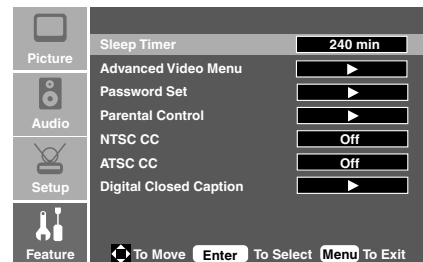 Picture
Audio
Setup
Feature
Sleep Timer 240 min
Advanced Video Menu
Password Set
Parental Control
NTSC CC Off
ATSC CC Off
Digital Closed Caption
To Move Enter To Select Menu To Exit